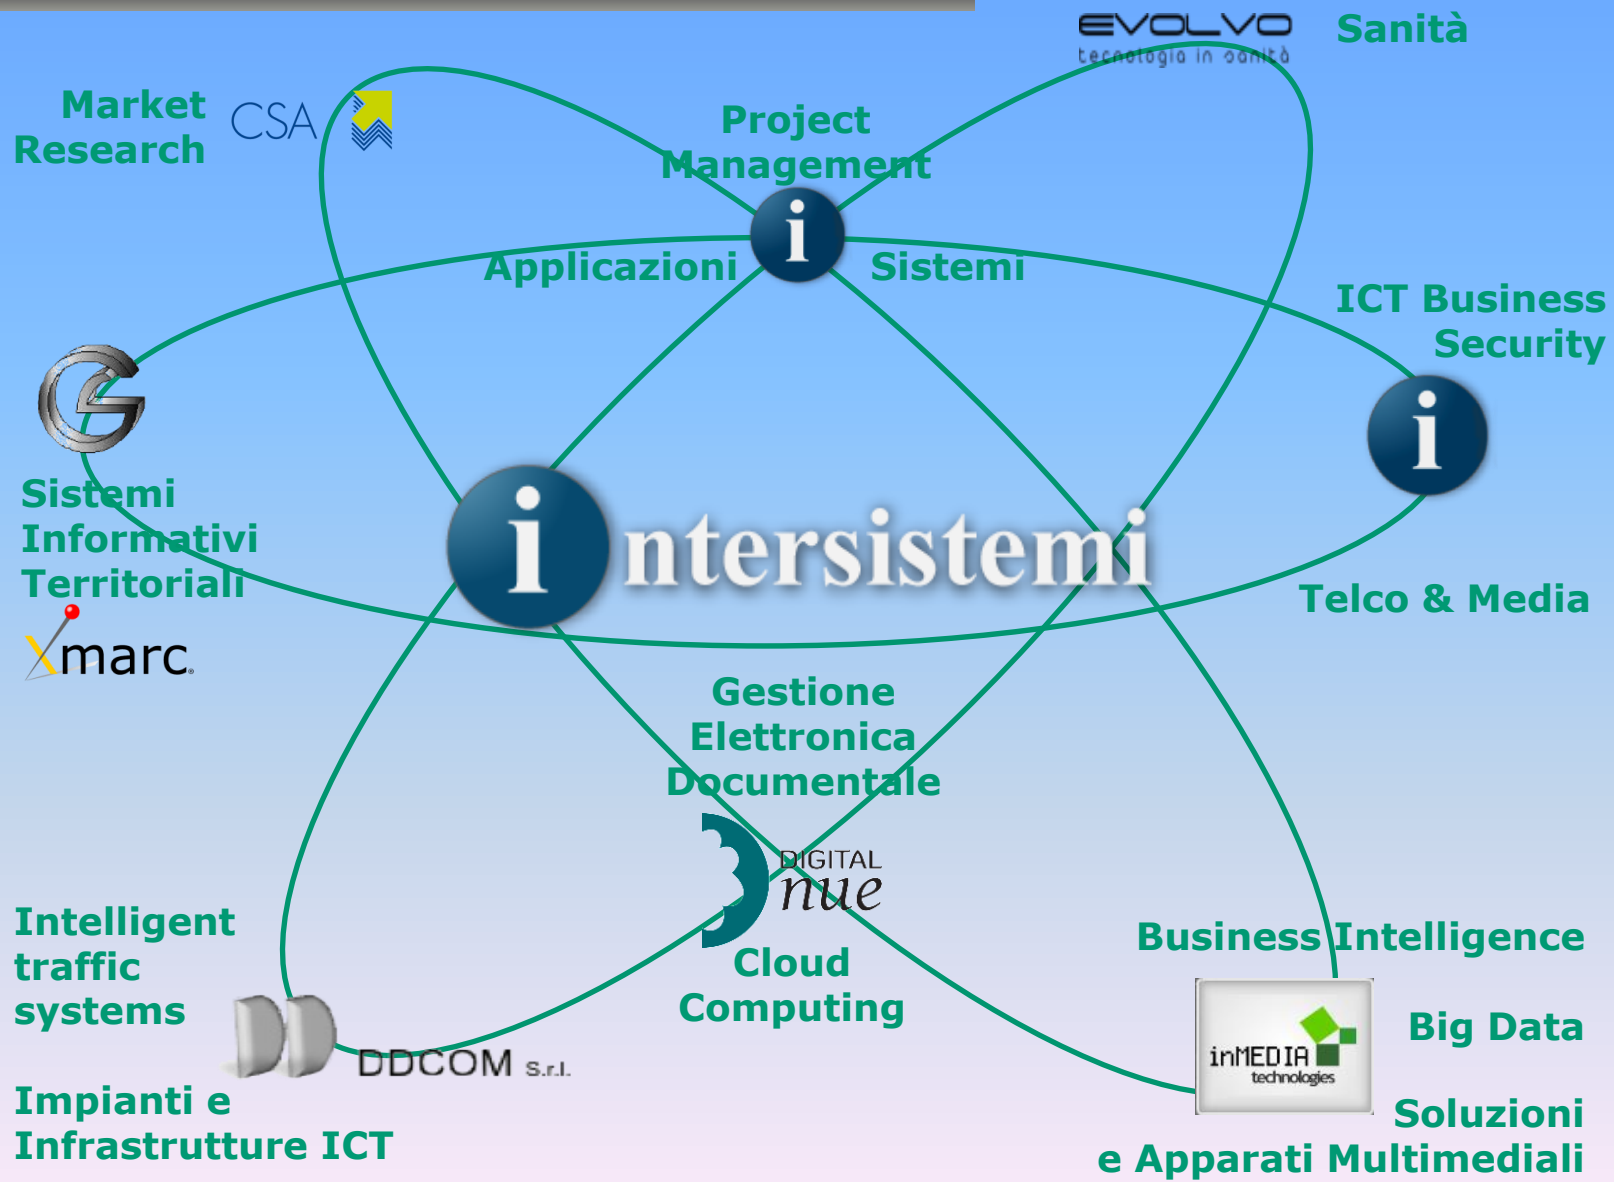 EVOLVO
tecnologia in sanità
Sanità
Market
Research
CSA
Project
Management
i
Applicazioni
Sistemi
ICT Business
Security
i
Sistemi
Informativi
Territoriali
intersistemi
Telco & Media
Xmarc
Gestione
Elettronica
Documentale
DIGITAL
nue
Cloud
Computing
Intelligent
traffic
systems
DDCOM S.r.l.
Impianti e
Infrastrutture ICT
Business Intelligence
inMEDIA
technologies
Big Data
Soluzioni
e Apparati Multimediali